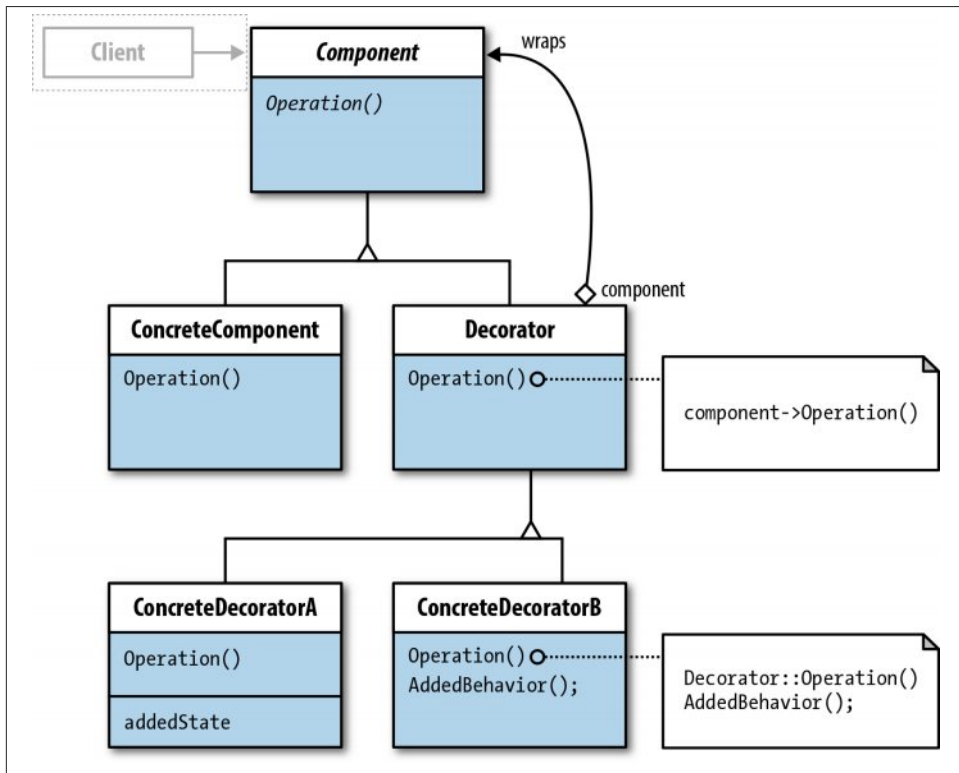 Client
Component
wraps
Operation()
component
ConcreteComponent
Decorator
Operation()
Operation()
component->Operation()
ConcreteDecoratorA
ConcreteDecoratorB
Operation()
addedState
Operation()
AddedBehavior();
Decorator::Operation()
AddedBehavior();